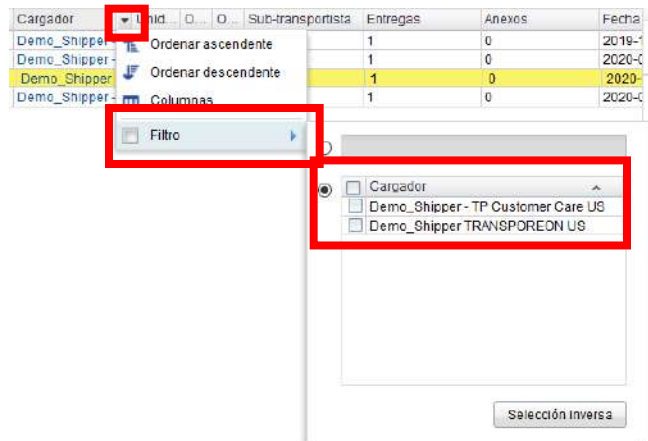 Cargador Unid... O... O... Sub-transportista Entregas Anexos Fecha
Demo_Shipper 1 0 2019-1
Demo_Shipper - 1 0 2020-0
Demo_Shipper 1 0 2020-
Demo_Shipper - 1 0 2020-0
Ordenar ascendente
Ordenar descendente
Columnas
Filtro
Cargador
Demo_Shipper - TP Customer Care US
Demo_Shipper TRANSPOREON US
Selección inversa